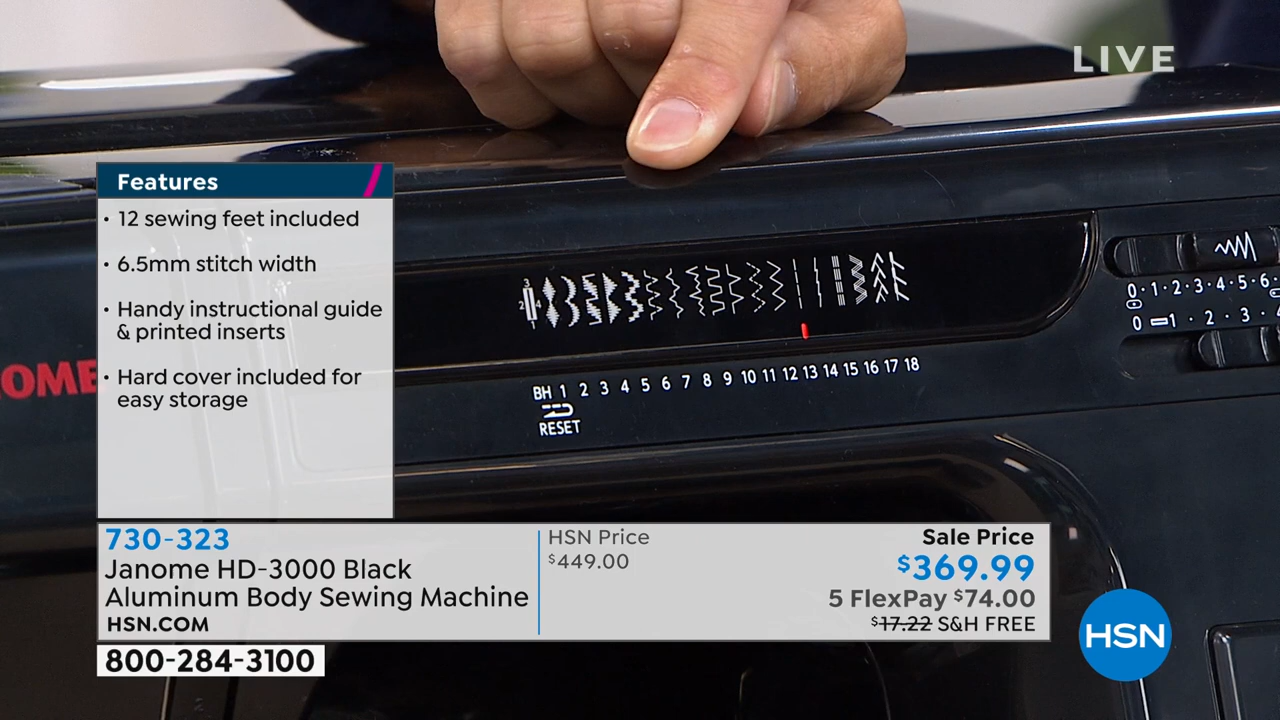 LIVE
Features
• 12 sewing feet included
• 6.5mm stitch width
• Handy instructional guide
& printed inserts
• Hard cover included for
easy storage
OME
3
2 4
BH 1 2 3 4 5 6 7 8 9 10 11 12 13 14 15 16 17 18
RESET
0·1·2·3·4·5·6
0 1 · 2 · 3 ·
730-323
Janome HD-3000 Black
Aluminum Body Sewing Machine
HSN.COM
HSN Price
$449.00
Sale Price
$369.99
5 FlexPay $74.00
$17.22 S&H FREE
800-284-3100
HSN